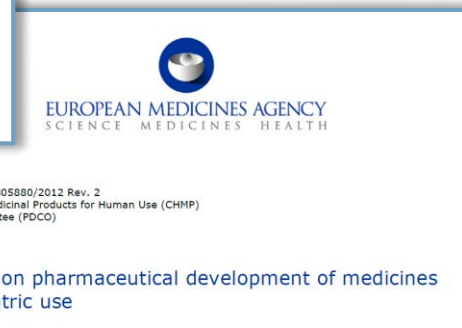 EUROPEAN MEDICINES AGENCY
SCIENCE MEDICINES HEALTH
05880/2012 Rev. 2
dicinal Products for Human Use (CHMP)
tee (PDCO)
on pharmaceutical development of medicines
tric use